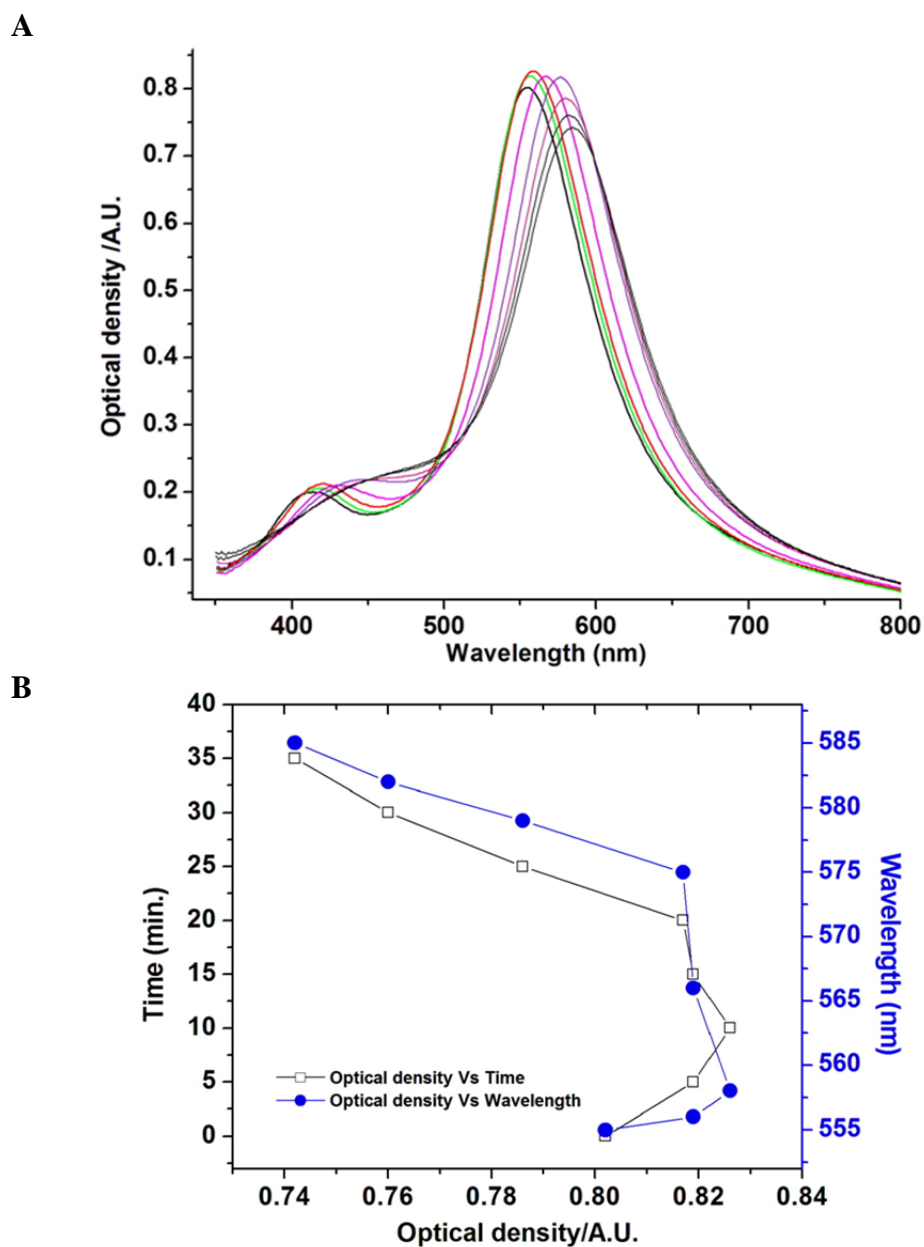 A
Optical density /A.U.
0.8
0.7
0.6
0.5
0.4
0.3
0.2
0.1
400 500 600 700 800
Wavelength (nm)
B
Time (min.)
40
35
30
25
20
15
10
5
0
Optical density Vs Time
Optical density Vs Wavelength
585
580
575
570
565
560
555
Wavelength (nm)
0.74 0.76 0.78 0.80 0.82 0.84
Optical density/A.U.